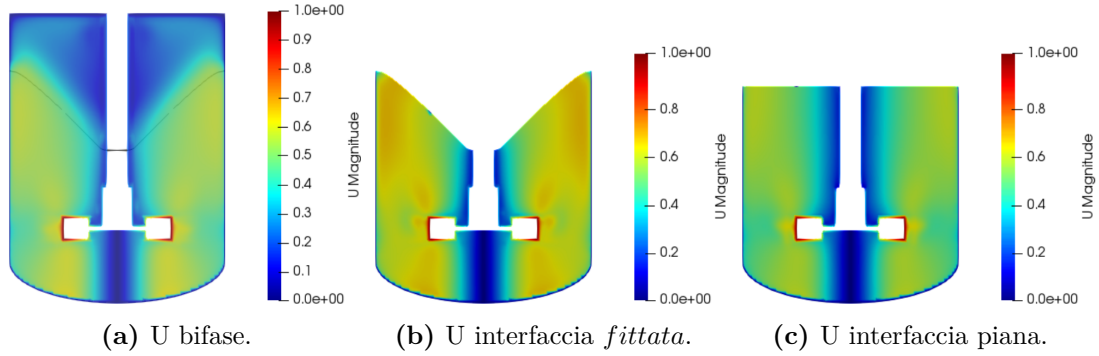 1.0e+00
0.9
0.8
0.7
0.6
0.5
0.4
0.3
0.2
0.1
0.0e+00
U Magnitude
1.0e+00
0.8
0.6
0.4
0.2
0.0e+00
U Magnitude
1.0e+00
0.8
0.6
0.4
0.2
0.0e+00
U Magnitude
(a) U bifase.
(b) U interfaccia fittata.
(c) U interfaccia piana.